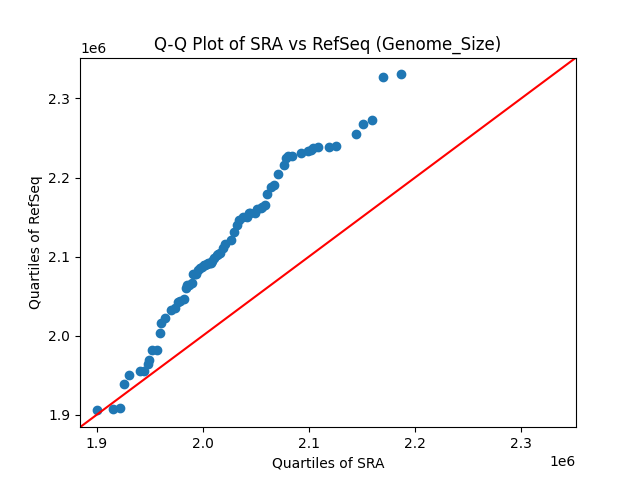 Q-Q Plot of SRA vs RefSeq (Genome_Size)
1e6
2.3
2.2
2.1
2.0
1.9
Quartiles of RefSeq
1.9 2.0 2.1 2.2 2.3
Quartiles of SRA
1e6